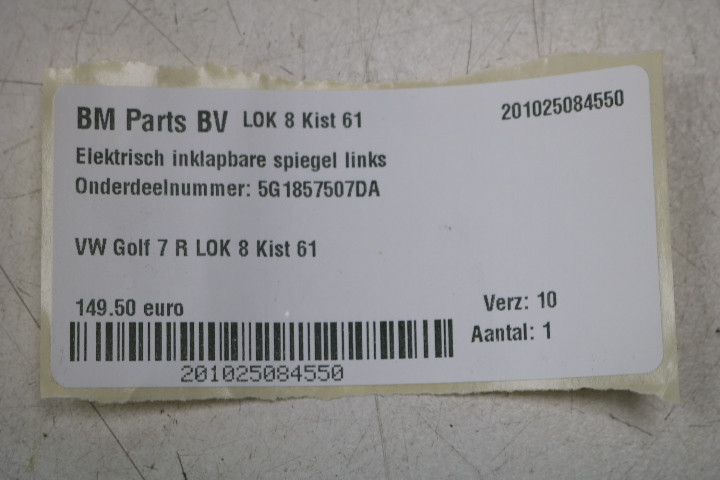 BM Parts BV LOK 8 Kist 61 201025084550
Elektrisch inklapbare spiegel links
Onderdeelnummer: 5G1857507DA
VW Golf 7 R LOK 8 Kist 61
149.50 euro Verz: 10
Aantal: 1
201025084550